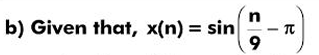 b) Given that, x(n) = sin(n/9 − π)